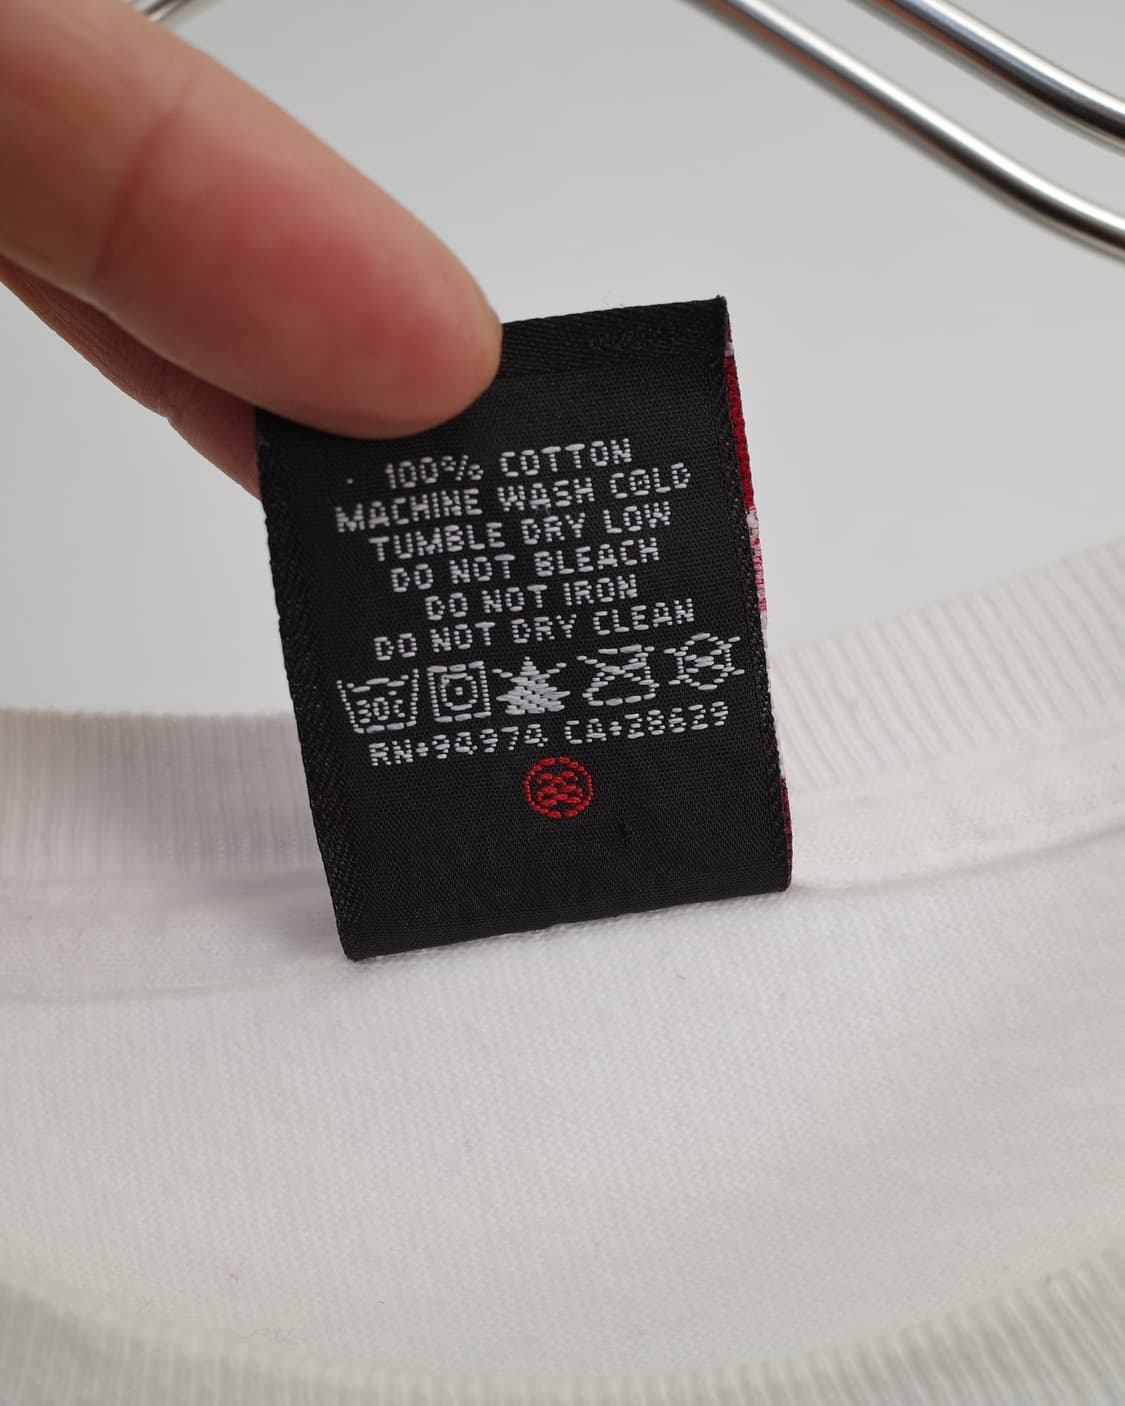 100% COTTON
MACHINE WASH COLD
TUMBLE DRY LOW
DO NOT BLEACH
DO NOT IRON
DO NOT DRY CLEAN
30c
RN*94974 CA*28629